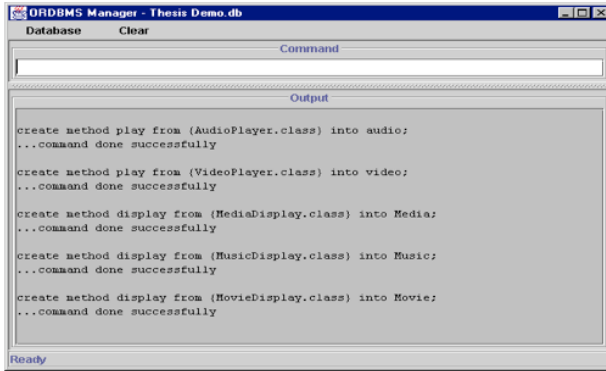 ORDBMS Manager - Thesis Demo.db
Database Clear
Command
Output
create method play from (AudioPlayer.class) into audio;
...command done successfully
create method play from (VideoPlayer.class) into video;
...command done successfully
create method display from (MediaDisplay.class) into Media;
...command done successfully
create method display from (MusicDisplay.class) into Music;
...command done successfully
create method display from (MovieDisplay.class) into Movie;
...command done successfully
Ready